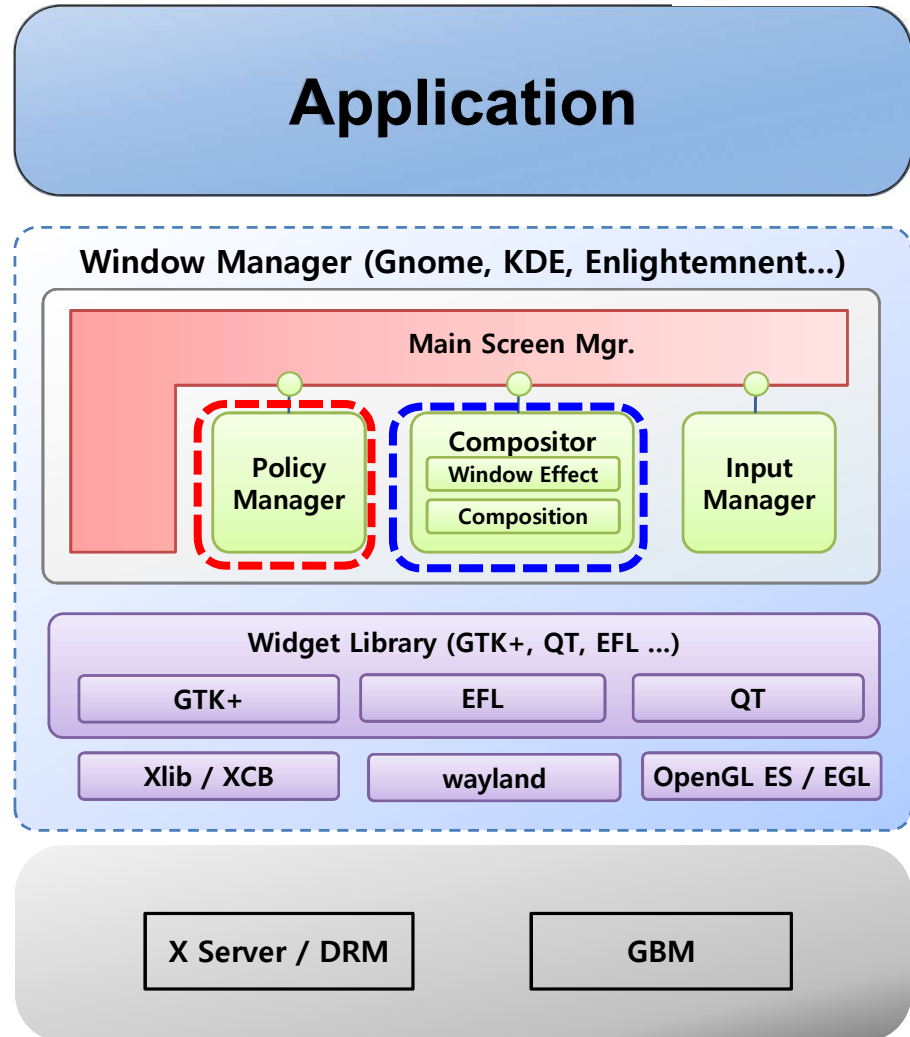 Application
Window Manager (Gnome, KDE, Enlightemnent...)
Main Screen Mgr.
Policy
Manager
Compositor
Window Effect
Composition
Input
Manager
Widget Library (GTK+, QT, EFL ...)
GTK+
EFL
QT
Xlib / XCB
wayland
OpenGL ES / EGL
X Server / DRM
GBM